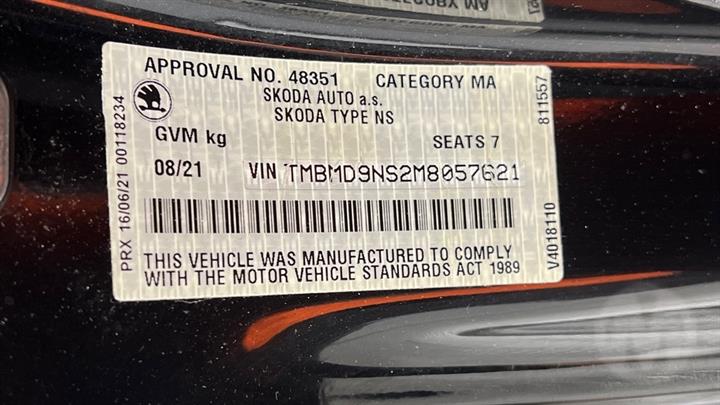 APPROVAL NO. 48351 CATEGORY MA
SKODA AUTO a.s.
SKODA TYPE NS
GVM kg SEATS 7
08/21 VIN TMBMD9NS2M8057621
THIS VEHICLE WAS MANUFACTURED TO COMPLY
WITH THE MOTOR VEHICLE STANDARDS ACT 1989
PRX 16/06/21 00118234
811557
V4018110